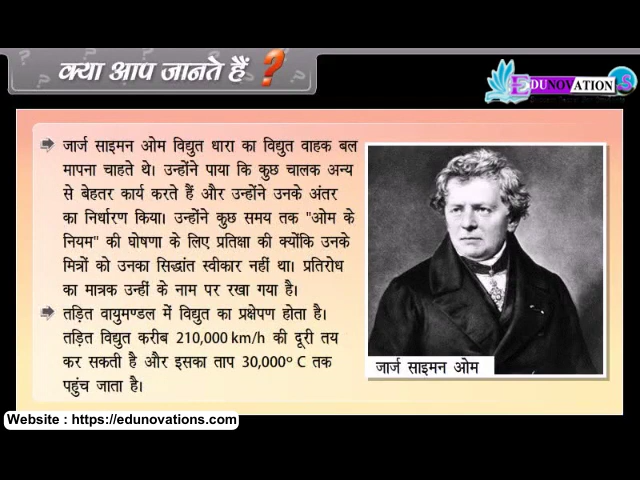 क्या आप जानते हैं ?
EDUNOVATIONS
जार्ज साइमन ओम विद्युत धारा का विद्युत वाहक बल
मापना चाहते थे। उन्होंने पाया कि कुछ चालक अन्य
से बेहतर कार्य करते हैं और उन्होंने उनके अंतर
का निर्धारण किया। उन्होंने कुछ समय तक "ओम के
नियम" की घोषणा के लिए प्रतिक्षा की क्योंकि उनके
मित्रों को उनका सिद्धांत स्वीकार नहीं था। प्रतिरोध
का मात्रक उन्हीं के नाम पर रखा गया है।
तड़ित वायुमण्डल में विद्युत का प्रक्षेपण होता है।
तड़ित विद्युत करीब 210,000 km/h की दूरी तय
कर सकती है और इसका ताप 30,000° C तक
पहुंच जाता है।
जार्ज साइमन ओम
Website : https://edunovations.com